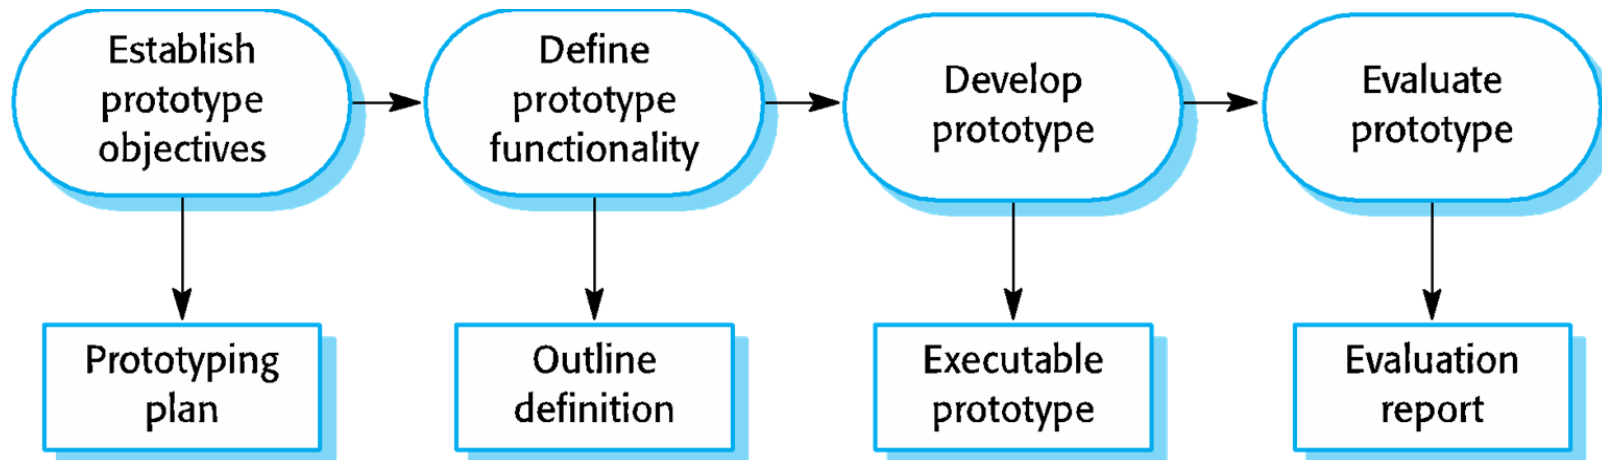 Establish
prototype
objectives
Define
prototype
functionality
Develop
prototype
Evaluate
prototype
Prototyping
plan
Outline
definition
Executable
prototype
Evaluation
report